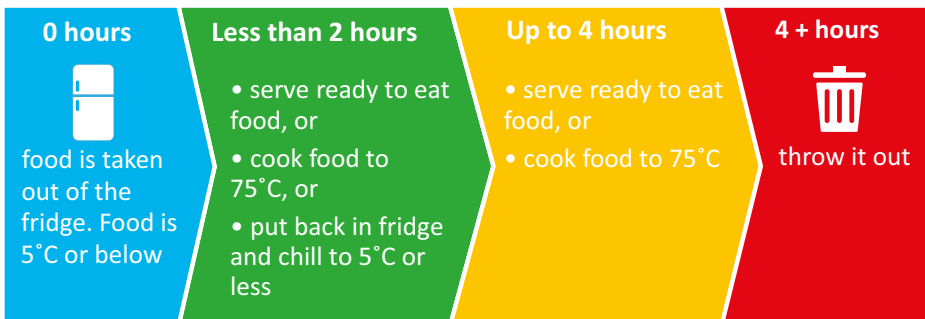 0 hours
food is taken
out of the
fridge. Food is
5˚C or below
Less than 2 hours
• serve ready to eat
food, or
• cook food to
75˚C, or
• put back in fridge
and chill to 5˚C or
less
Up to 4 hours
• serve ready to eat
food, or
• cook food to 75˚C
4 + hours
throw it out